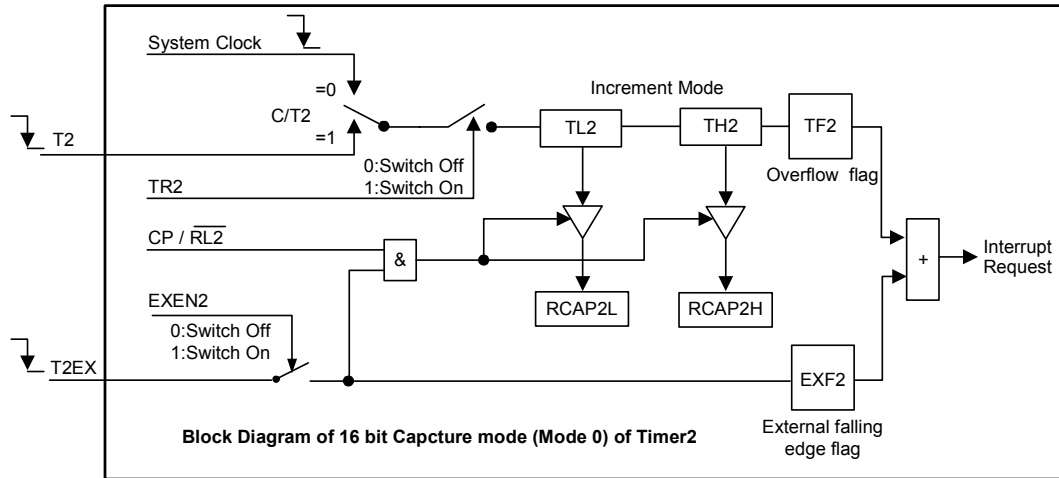 System Clock
=0
C/T2
=1
T2
TR2
0:Switch Off
1:Switch On
Increment Mode
TL2
TH2
TF2
Overflow flag
CP / RL2
&
+
Interrupt
Request
RCAP2L
RCAP2H
EXEN2
0:Switch Off
1:Switch On
T2EX
EXF2
External falling
edge flag
Block Diagram of 16 bit Capcture mode (Mode 0) of Timer2